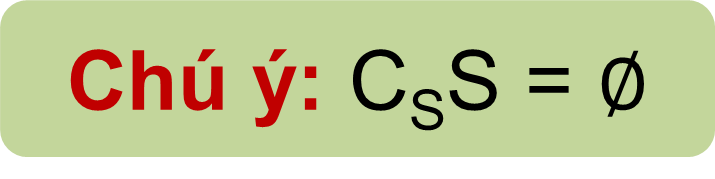 Chú ý: CₛS = ∅